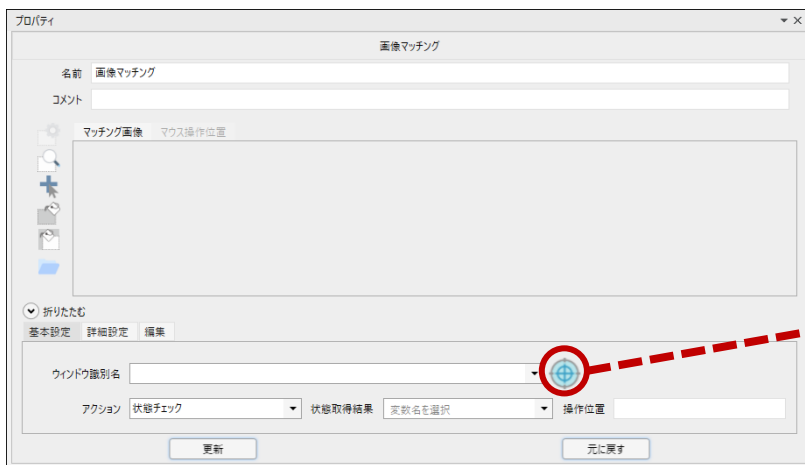 プロパティ
画像マッチング
名前 画像マッチング
コメント
マッチング画像 マウス操作位置
折りたたむ
基本設定 詳細設定 編集
ウィンドウ識別名
アクション 状態チェック 状態取得結果 変数名を選択 操作位置
更新 元に戻す